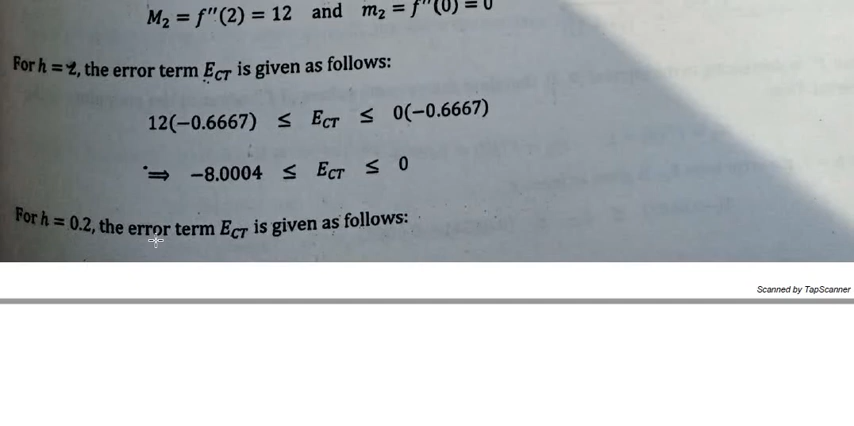 M₂ = f″(2) = 12 and m₂ = f″(0) = 0
For h = 2, the error term E_CT is given as follows:
12(−0.6667) ≤ E_CT ≤ 0(−0.6667)
⟹ −8.0004 ≤ E_CT ≤ 0
For h = 0.2, the error term E_CT is given as follows:
Scanned by TapScanner